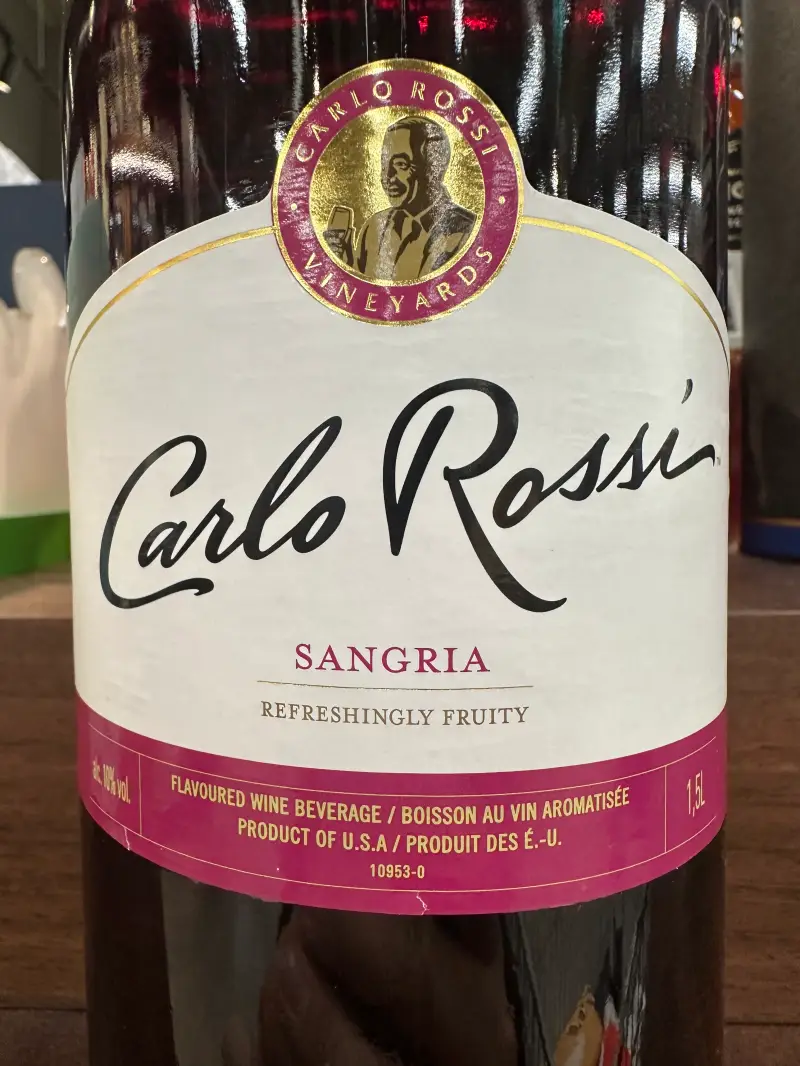 CARLO ROSSI
VINEYARDS
Carlo Rossi
SANGRIA
REFRESHINGLY FRUITY
alc. 10% vol.
FLAVOURED WINE BEVERAGE / BOISSON AU VIN AROMATISÉE
PRODUCT OF U.S.A / PRODUIT DES É.-U.
10953-0
1,5L